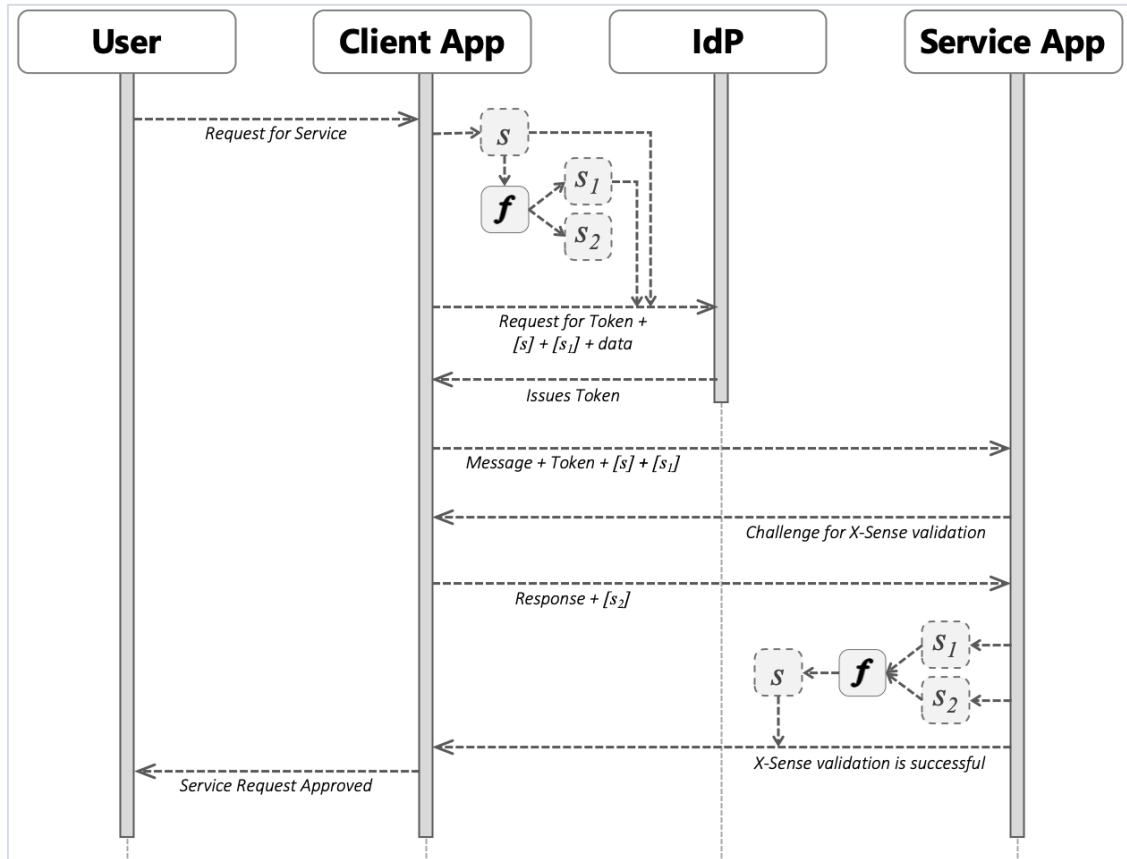 User
Client App
IdP
Service App
Request for Service
s
f
s1
s2
Request for Token +
[s] + [s1] + data
Issues Token
Message + Token + [s] + [s1]
Challenge for X-Sense validation
Response + [s2]
s1
s
f
s2
X-Sense validation is successful
Service Request Approved